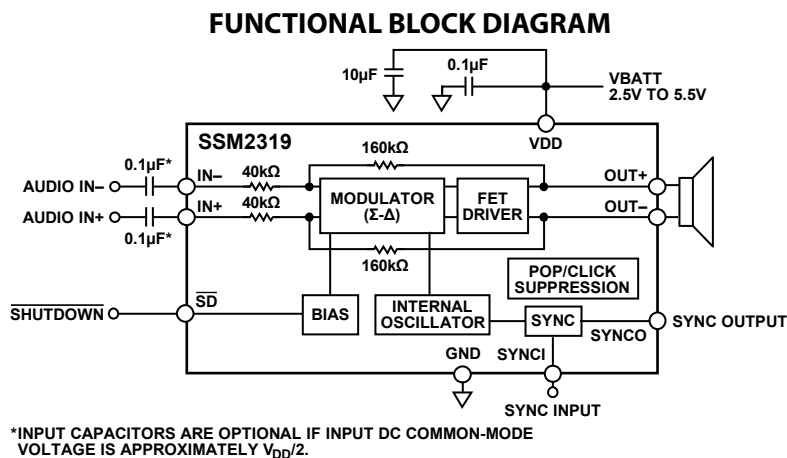 FUNCTIONAL BLOCK DIAGRAM
10µF
0.1µF
VBATT
2.5V TO 5.5V
SSM2319
VDD
160kΩ
0.1µF*
AUDIO IN–
IN–
40kΩ
OUT+
MODULATOR
(Σ-Δ)
FET
DRIVER
AUDIO IN+
IN+
40kΩ
OUT–
0.1µF*
160kΩ
POP/CLICK
SUPPRESSION
SHUTDOWN
SD
BIAS
INTERNAL
OSCILLATOR
SYNC
SYNCO
SYNC OUTPUT
GND
SYNCI
SYNC INPUT
*INPUT CAPACITORS ARE OPTIONAL IF INPUT DC COMMON-MODE
VOLTAGE IS APPROXIMATELY VDD/2.